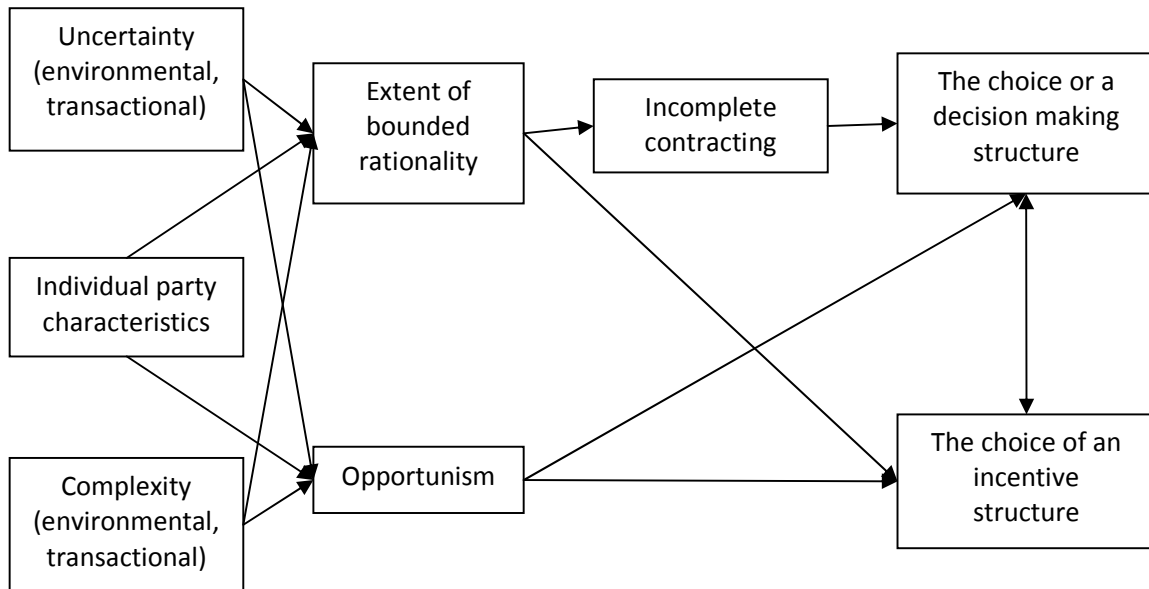 Uncertainty
(environmental,
transactional)
Extent of
bounded
rationality
Incomplete
contracting
The choice or a
decision making
structure
Individual party
characteristics
Complexity
(environmental,
transactional)
Opportunism
The choice of an
incentive
structure